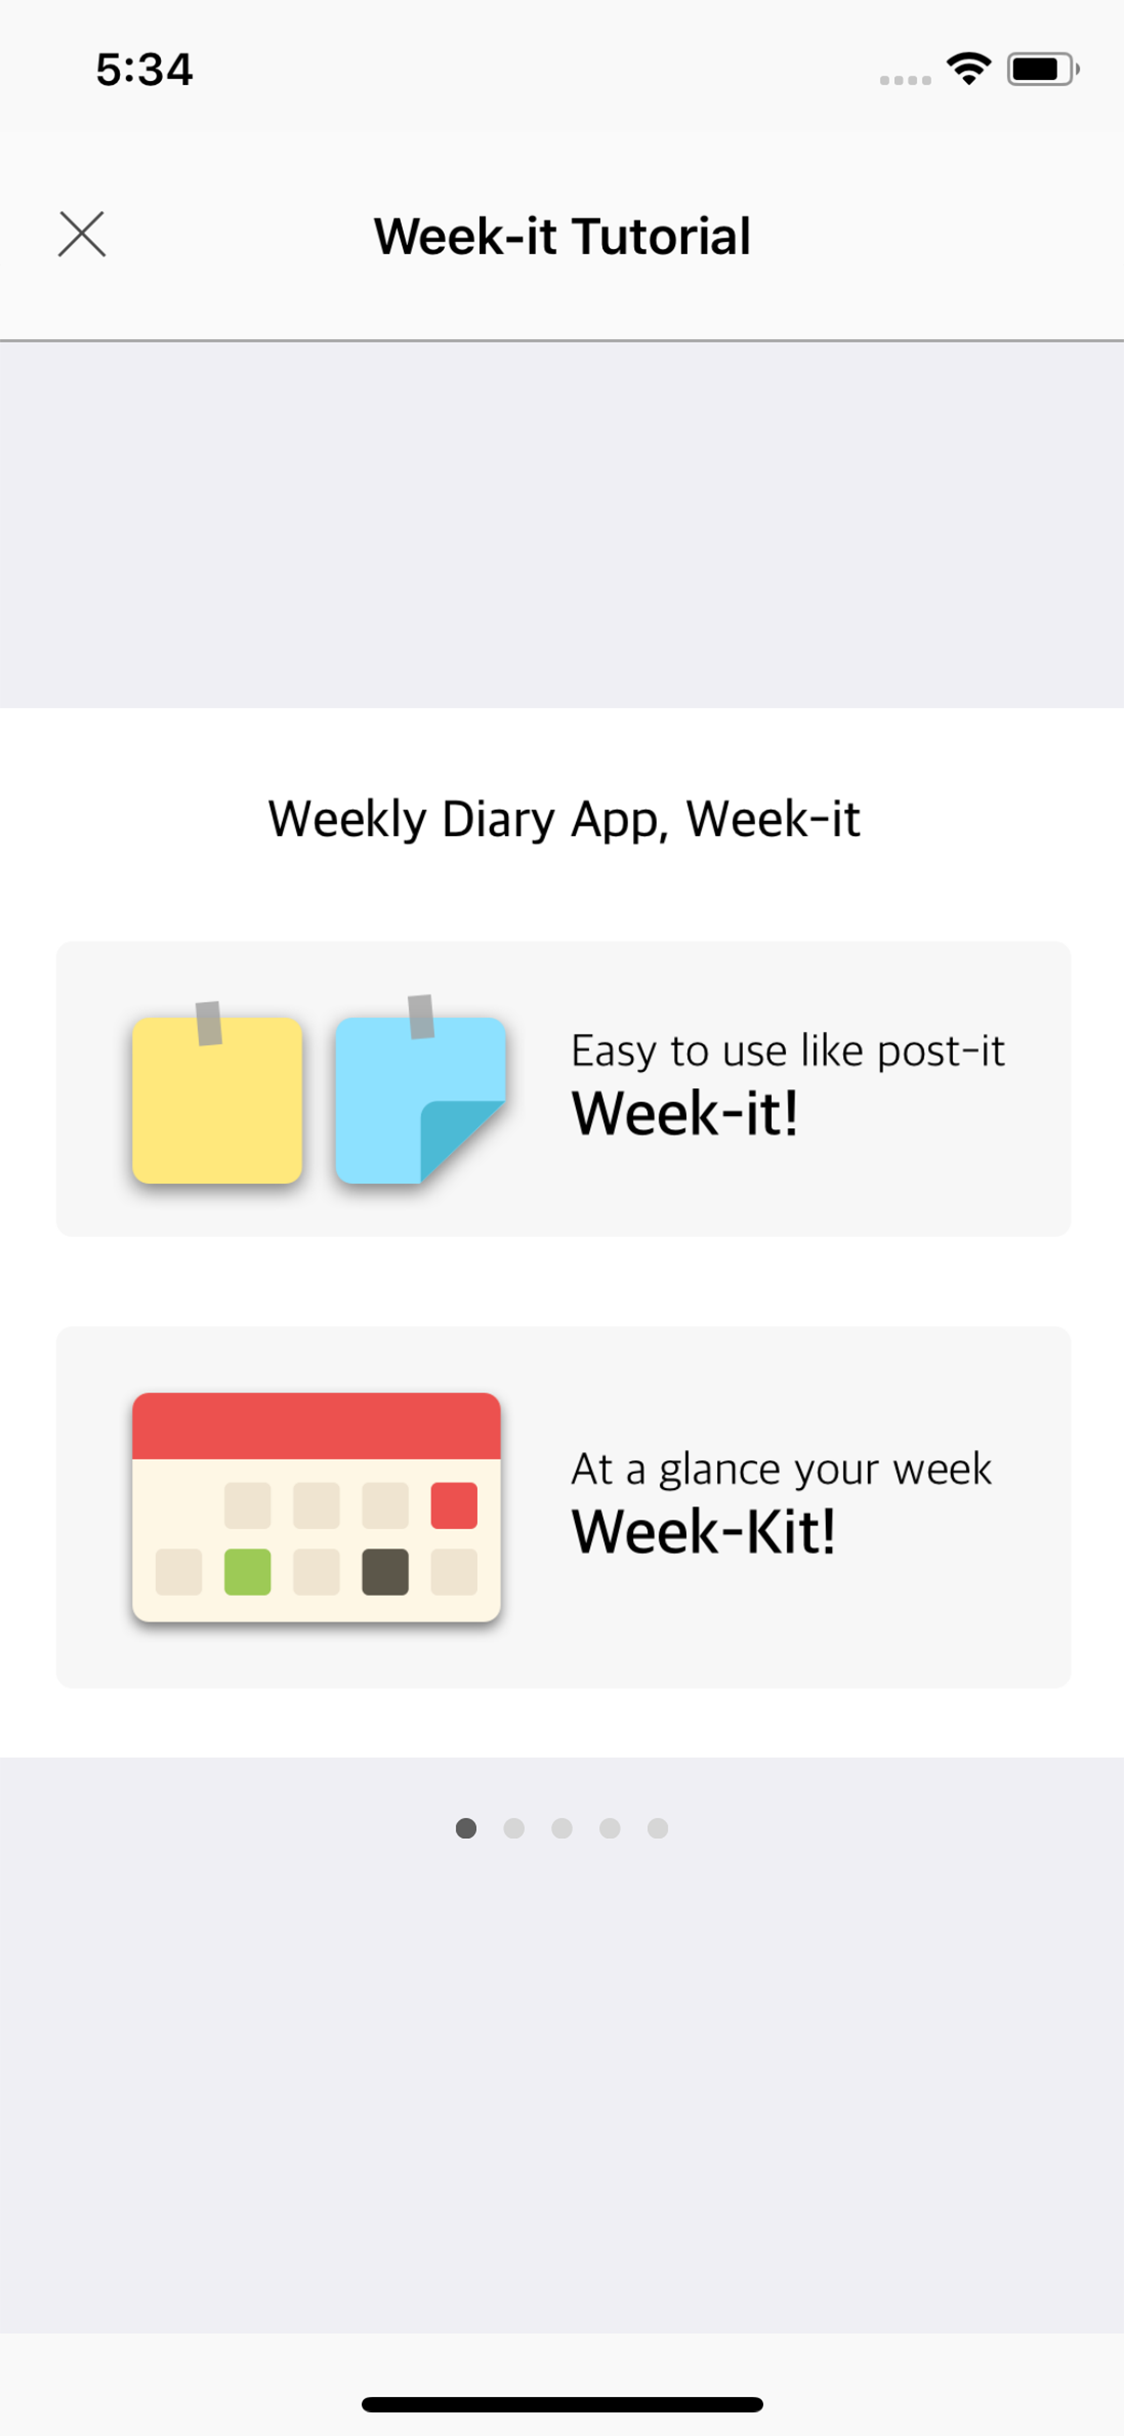 5:34
Week-it Tutorial
Weekly Diary App, Week-it
Easy to use like post-it
Week-it!
At a glance your week
Week-Kit!